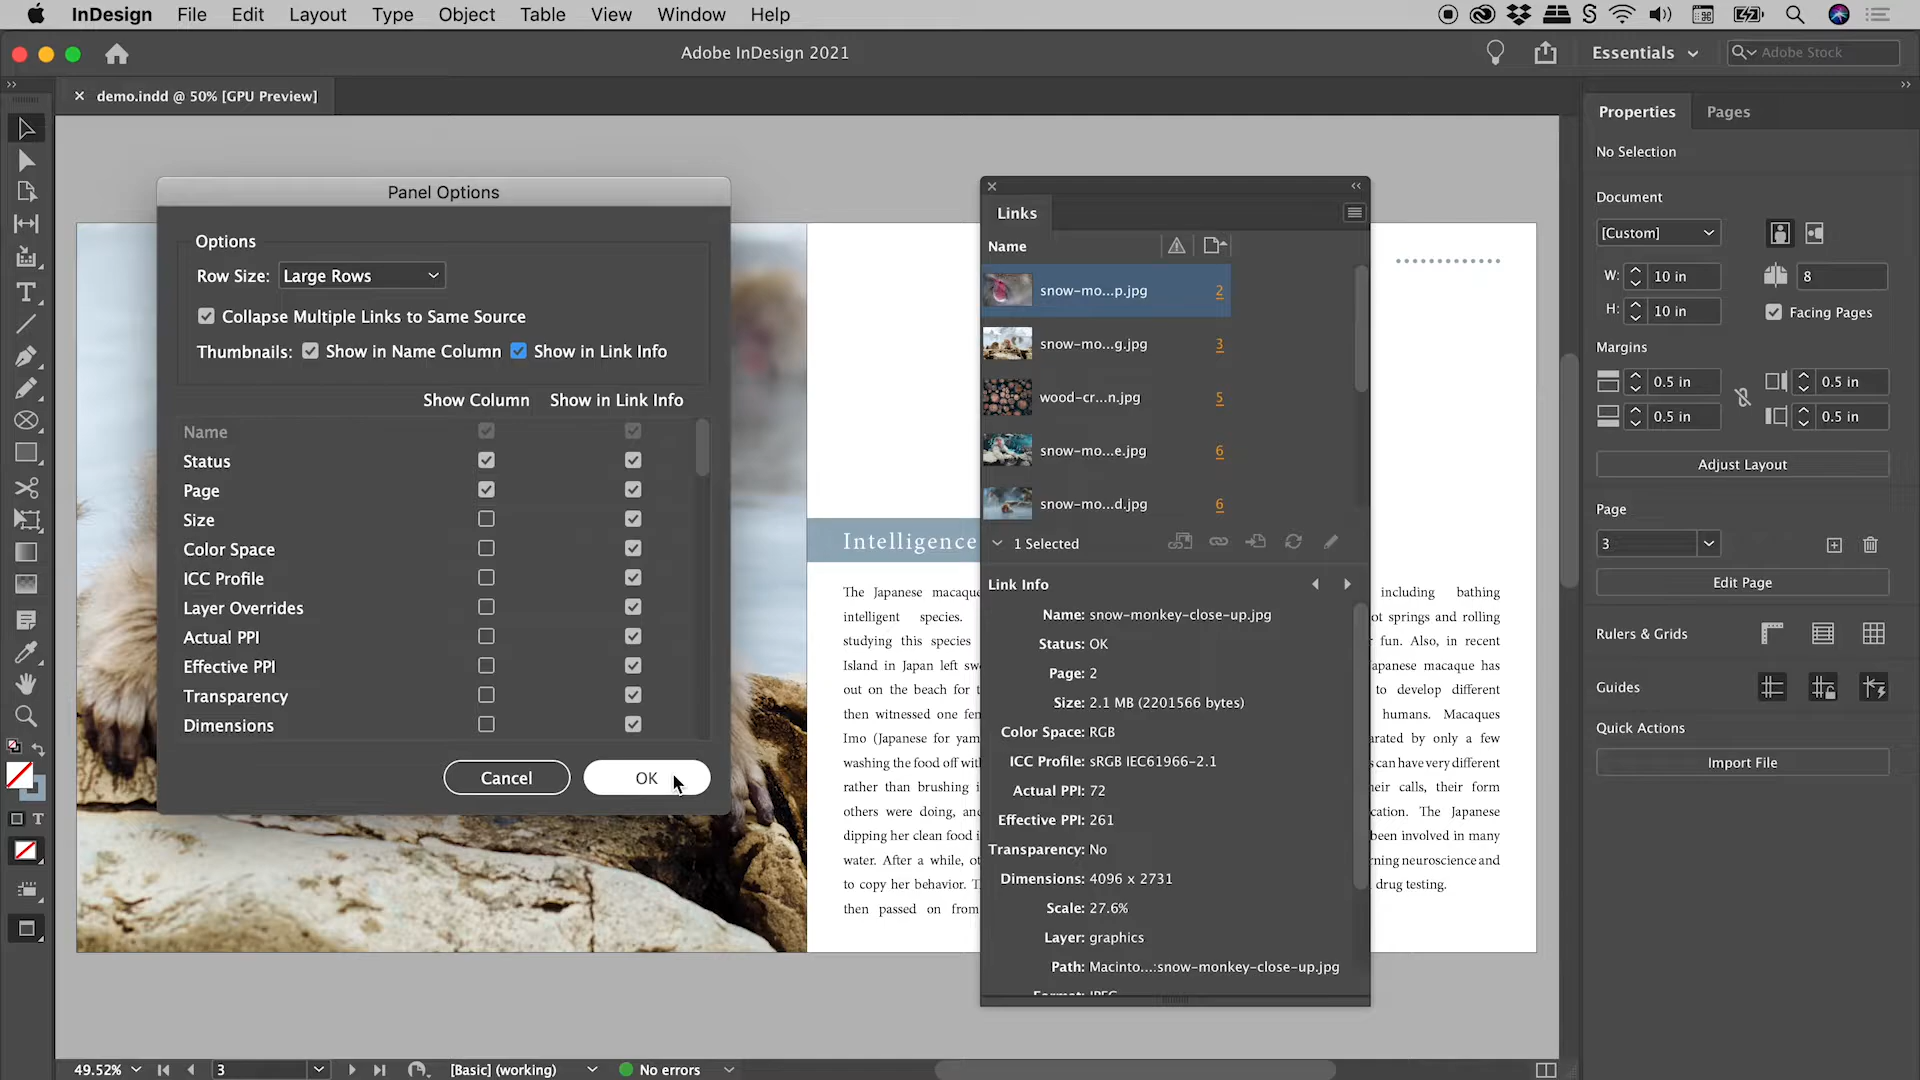 InDesign File Edit Layout Type Object Table View Window Help
Adobe InDesign 2021
Essentials
Adobe Stock
demo.indd @ 50% [GPU Preview]
Panel Options
Options
Row Size: Large Rows
Collapse Multiple Links to Same Source
Thumbnails: Show in Name Column Show in Link Info
Show Column Show in Link Info
Name
Status
Page
Size
Color Space
ICC Profile
Layer Overrides
Actual PPI
Effective PPI
Transparency
Dimensions
Cancel OK
Intelligence
The Japanese macaqu
intelligent species.
studying this species
Island in Japan left sw
out on the beach for t
then witnessed one fen
Imo (Japanese for yam
washing the food off wit
rather than brushing i
others were doing, an
dipping her clean food i
water. After a while, ot
to copy her behavior. T
then passed on from
Links
Name
snow-mo...p.jpg 2
snow-mo...g.jpg 3
wood-cr...n.jpg 5
snow-mo...e.jpg 6
snow-mo...d.jpg 6
1 Selected
Link Info
Name: snow-monkey-close-up.jpg
Status: OK
Page: 2
Size: 2.1 MB (2201566 bytes)
Color Space: RGB
ICC Profile: sRGB IEC61966-2.1
Actual PPI: 72
Effective PPI: 261
Transparency: No
Dimensions: 4096 x 2731
Scale: 27.6%
Layer: graphics
Path: Macinto...:snow-monkey-close-up.jpg
Format: JPEG
including bathing
ot springs and rolling
fun. Also, in recent
apanese macaque has
to develop different
humans. Macaques
arated by only a few
s can have very different
heir calls, their form
cation. The Japanese
been involved in many
rning neuroscience and
drug testing.
Properties Pages
No Selection
Document
[Custom]
W: 10 in 8
H: 10 in Facing Pages
Margins
0.5 in 0.5 in
0.5 in 0.5 in
Adjust Layout
Page
3
Edit Page
Rulers & Grids
Guides
Quick Actions
Import File
49.52% 3 [Basic] (working) No errors